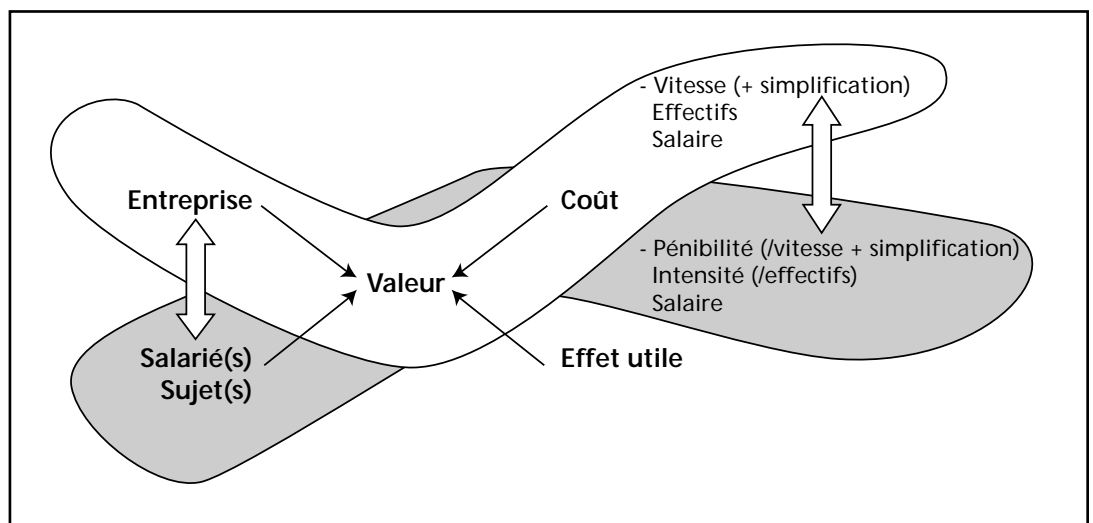 - Vitesse (+ simplification)
Effectifs
Salaire
Entreprise
Coût
- Pénibilité (/vitesse + simplification)
Intensité (/effectifs)
Salaire
Valeur
Salarié(s)
Sujet(s)
Effet utile